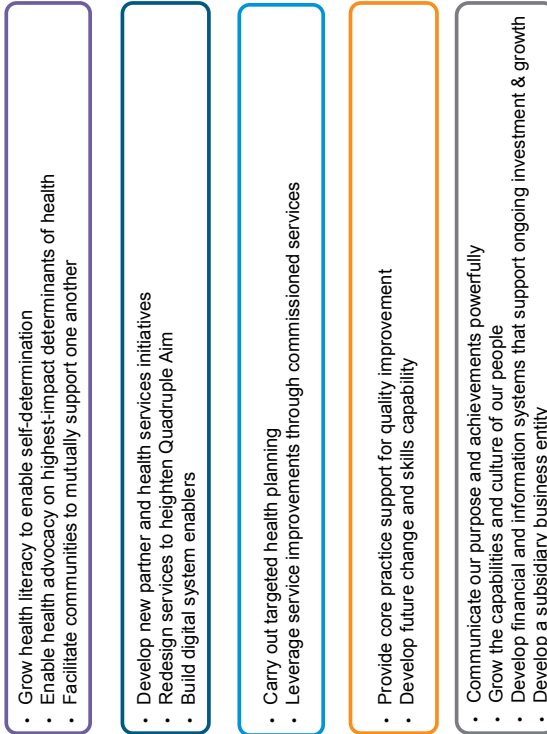 • Grow health literacy to enable self-determination
• Enable health advocacy on highest-impact determinants of health
• Facilitate communities to mutually support one another
• Develop new partner and health services initiatives
• Redesign services to heighten Quadruple Aim
• Build digital system enablers
• Carry out targeted health planning
• Leverage service improvements through commissioned services
• Provide core practice support for quality improvement
• Develop future change and skills capability
• Communicate our purpose and achievements powerfully
• Grow the capabilities and culture of our people
• Develop financial and information systems that support ongoing investment & growth
• Develop a subsidiary business entity